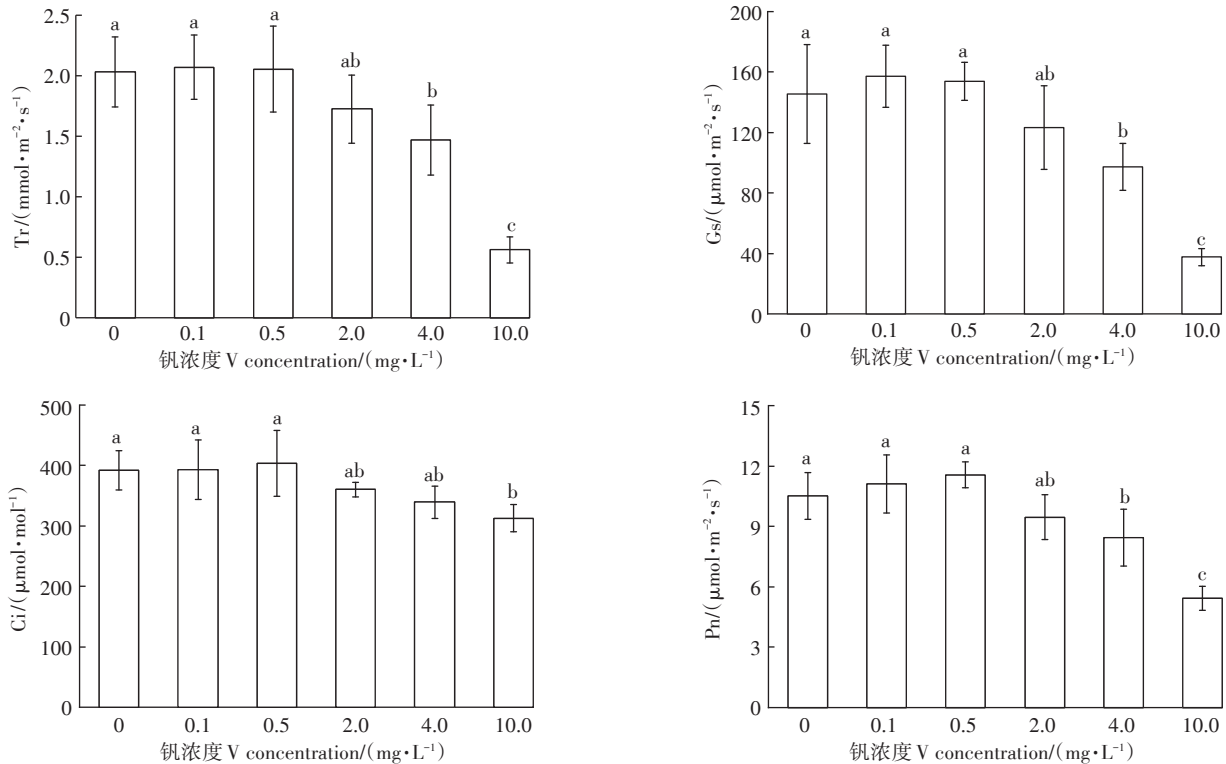 2.5
2.0
1.5
1.0
0.5
0
Tr/(mmol·m⁻²·s⁻¹)
a
a
a
ab
b
c
0 0.1 0.5 2.0 4.0 10.0
钒浓度 V concentration/(mg·L⁻¹)
200
160
120
80
40
0
Gs/(μmol·m⁻²·s⁻¹)
a
a
a
ab
b
c
0 0.1 0.5 2.0 4.0 10.0
钒浓度 V concentration/(mg·L⁻¹)
500
400
300
200
100
0
Ci/(μmol·mol⁻¹)
a
a
a
ab
ab
b
0 0.1 0.5 2.0 4.0 10.0
钒浓度 V concentration/(mg·L⁻¹)
15
12
9
6
3
0
Pn/(μmol·m⁻²·s⁻¹)
a
a
a
ab
b
c
0 0.1 0.5 2.0 4.0 10.0
钒浓度 V concentration/(mg·L⁻¹)